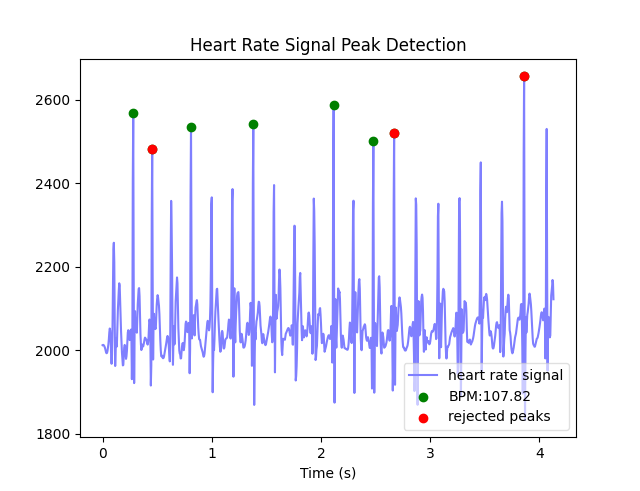 Heart Rate Signal Peak Detection
2600
2400
2200
2000
1800
heart rate signal
BPM:107.82
rejected peaks
0
1
2
3
4
Time (s)